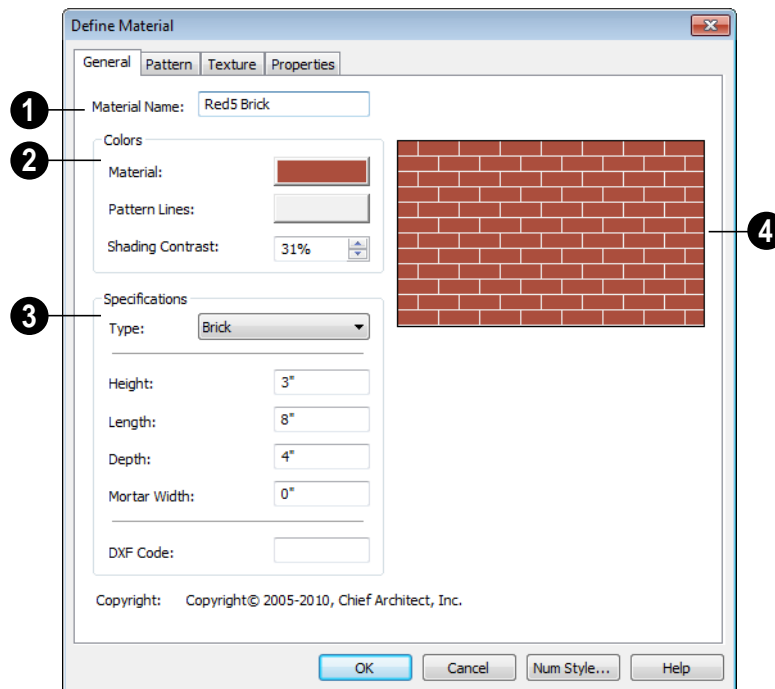 Define Material
General Pattern Texture Properties
1 Material Name: Red5 Brick
Colors
2
Material:
Pattern Lines:
Shading Contrast: 31%
4
Specifications
3
Type: Brick
Height: 3"
Length: 8"
Depth: 4"
Mortar Width: 0"
DXF Code:
Copyright: Copyright© 2005-2010, Chief Architect, Inc.
OK Cancel Num Style... Help